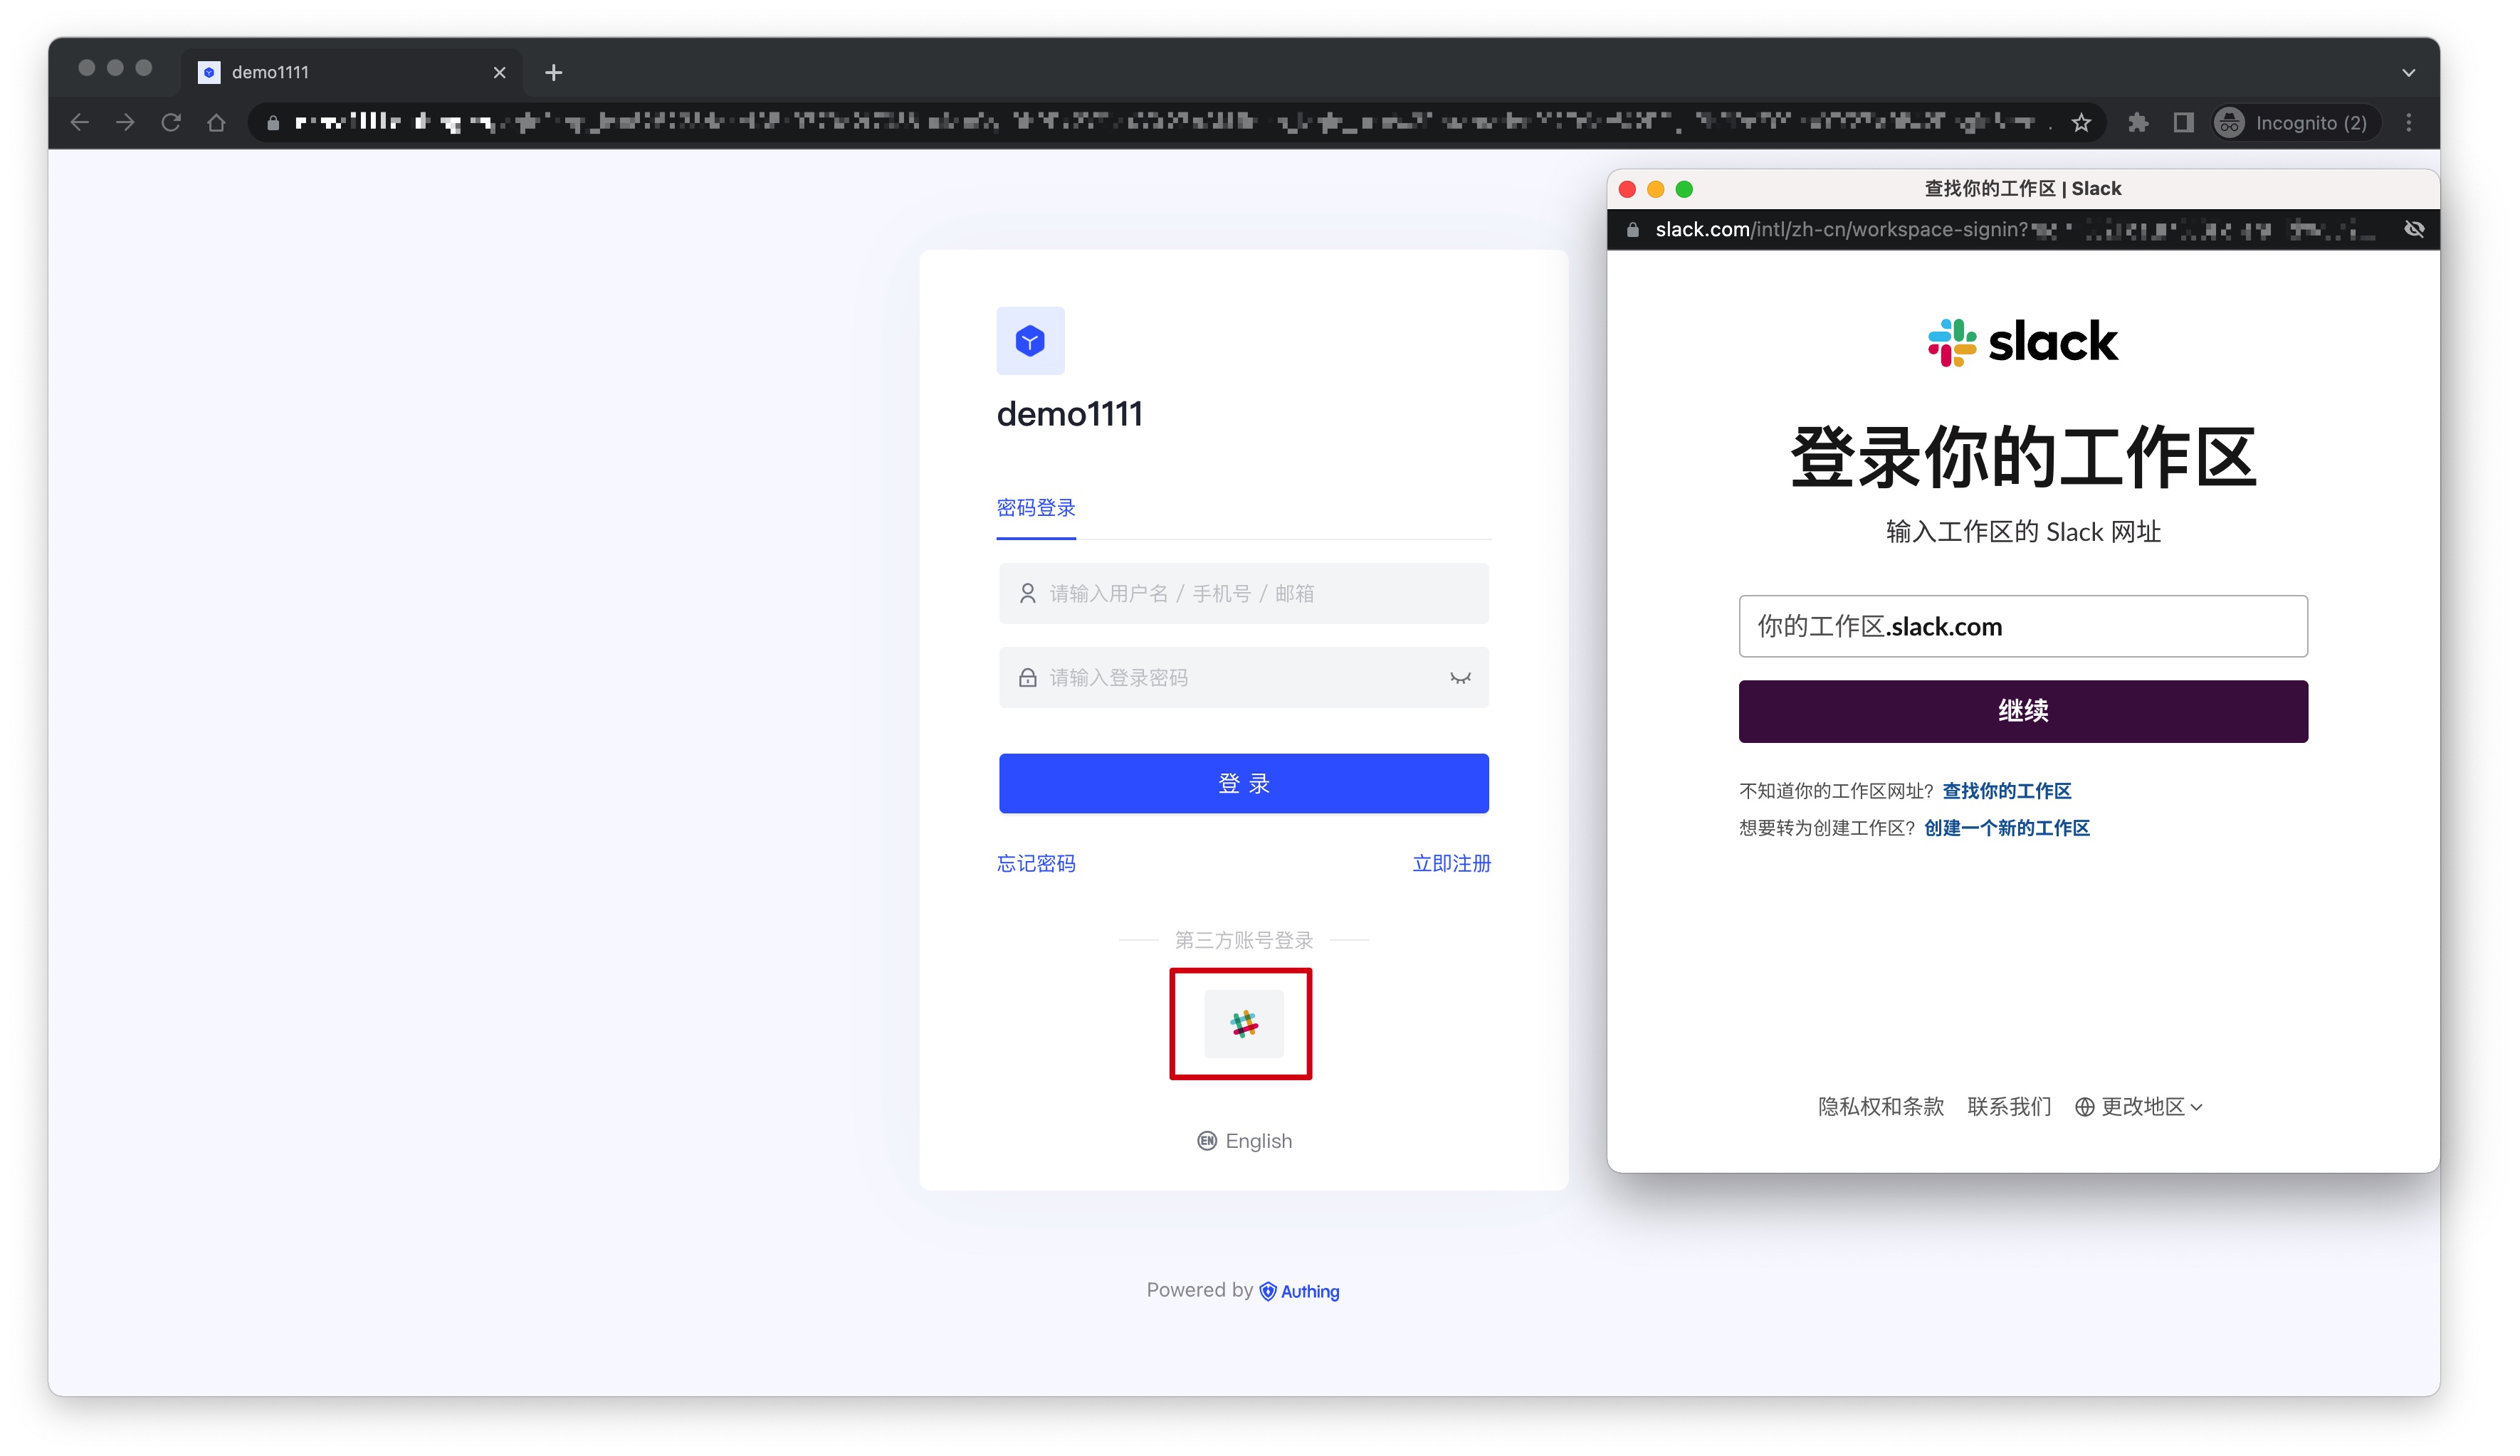 demo1111
Incognito (2)
demo1111
密码登录
请输入用户名 / 手机号 / 邮箱
请输入登录密码
登 录
忘记密码
立即注册
第三方账号登录
EN English
Powered by Authing
查找你的工作区 | Slack
slack.com/intl/zh-cn/workspace-signin?
slack
登录你的工作区
输入工作区的 Slack 网址
你的工作区.slack.com
继续
不知道你的工作区网址? 查找你的工作区
想要转为创建工作区? 创建一个新的工作区
隐私权和条款 联系我们 更改地区